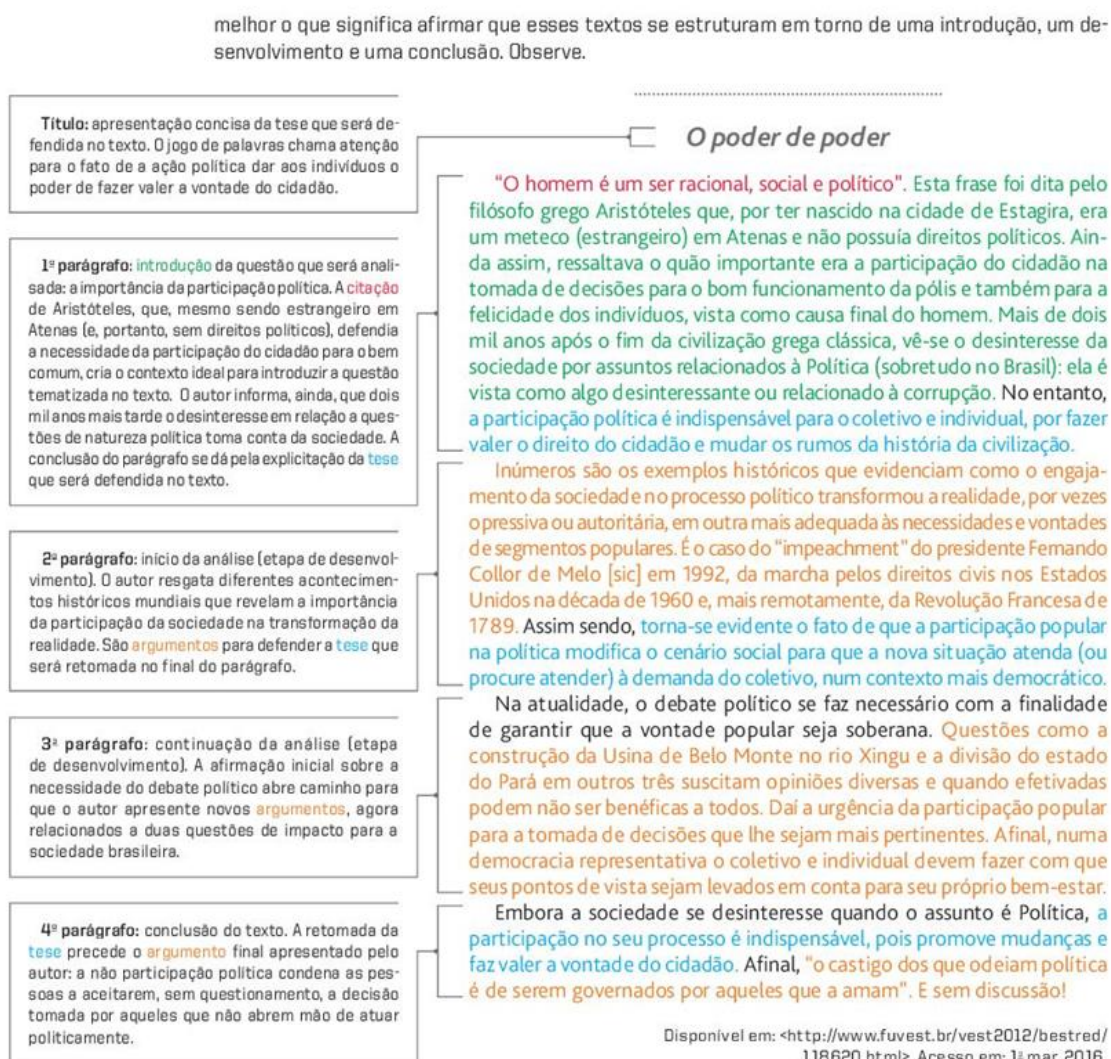 melhor o que significa afirmar que esses textos se estruturam em torno de uma introdução, um de-
senvolvimento e uma conclusão. Observe.
Título: apresentação concisa da tese que será de-
fendida no texto. O jogo de palavras chama atenção
para o fato de a ação política dar aos indivíduos o
poder de fazer valer a vontade do cidadão.
1º parágrafo: introdução da questão que será anali-
sada: a importância da participação política. A citação
de Aristóteles, que, mesmo sendo estrangeiro em
Atenas (e, portanto, sem direitos políticos), defendia
a necessidade da participação do cidadão para o bem
comum, cria o contexto ideal para introduzir a questão
tematizada no texto. O autor informa, ainda, que dois
mil anos mais tarde o desinteresse em relação a ques-
tões de natureza política toma conta da sociedade. A
conclusão do parágrafo se dá pela explicitação da tese
que será defendida no texto.
2º parágrafo: início da análise (etapa de desenvol-
vimento). O autor resgata diferentes acontecimen-
tos históricos mundiais que revelam a importância
da participação da sociedade na transformação da
realidade. São argumentos para defender a tese que
será retomada no final do parágrafo.
3º parágrafo: continuação da análise (etapa
de desenvolvimento). A afirmação inicial sobre a
necessidade do debate político abre caminho para
que o autor apresente novos argumentos, agora
relacionados a duas questões de impacto para a
sociedade brasileira.
4º parágrafo: conclusão do texto. A retomada da
tese precede o argumento final apresentado pelo
autor: a não participação política condena as pes-
soas a aceitarem, sem questionamento, a decisão
tomada por aqueles que não abrem mão de atuar
politicamente.
O poder de poder
"O homem é um ser racional, social e político". Esta frase foi dita pelo
filósofo grego Aristóteles que, por ter nascido na cidade de Estagira, era
um meteco (estrangeiro) em Atenas e não possuía direitos políticos. Ain-
da assim, ressaltava o quão importante era a participação do cidadão na
tomada de decisões para o bom funcionamento da pólis e também para a
felicidade dos indivíduos, vista como causa final do homem. Mais de dois
mil anos após o fim da civilização grega clássica, vê-se o desinteresse da
sociedade por assuntos relacionados à Política (sobretudo no Brasil): ela é
vista como algo desinteressante ou relacionado à corrupção. No entanto,
a participação política é indispensável para o coletivo e individual, por fazer
valer o direito do cidadão e mudar os rumos da história da civilização.
Inúmeros são os exemplos históricos que evidenciam como o engaja-
mento da sociedade no processo político transformou a realidade, por vezes
opressiva ou autoritária, em outra mais adequada às necessidades e vontades
de segmentos populares. É o caso do "impeachment" do presidente Fernando
Collor de Melo [sic] em 1992, da marcha pelos direitos civis nos Estados
Unidos na década de 1960 e, mais remotamente, da Revolução Francesa de
1789. Assim sendo, torna-se evidente o fato de que a participação popular
na política modifica o cenário social para que a nova situação atenda (ou
procure atender) à demanda do coletivo, num contexto mais democrático.
Na atualidade, o debate político se faz necessário com a finalidade
de garantir que a vontade popular seja soberana. Questões como a
construção da Usina de Belo Monte no rio Xingu e a divisão do estado
do Pará em outros três suscitam opiniões diversas e quando efetivadas
podem não ser benéficas a todos. Daí a urgência da participação popular
para a tomada de decisões que lhe sejam mais pertinentes. Afinal, numa
democracia representativa o coletivo e individual devem fazer com que
seus pontos de vista sejam levados em conta para seu próprio bem-estar.
Embora a sociedade se desinteresse quando o assunto é Política, a
participação no seu processo é indispensável, pois promove mudanças e
faz valer a vontade do cidadão. Afinal, "o castigo dos que odeiam política
é de serem governados por aqueles que a amam". E sem discussão!
Disponível em: <http://www.fuvest.br/vest2012/bestred/
118620.html>. Acesso em: 1º mar. 2016.